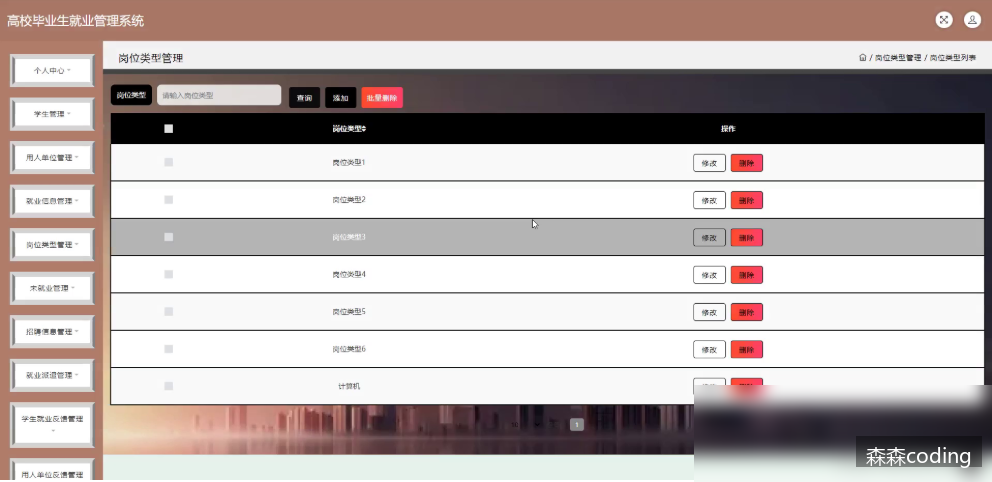 高校毕业生就业管理系统
个人中心
学生管理
用人单位管理
就业信息管理
岗位类型管理
未就业管理
招聘信息管理
就业派遣管理
学生就业反馈管理
用人单位反馈管理
岗位类型管理
/ 岗位类型管理 / 岗位类型列表
岗位类型 请输入岗位类型 查询 添加 批量删除
岗位类型 操作
岗位类型1 修改 删除
岗位类型2 修改 删除
岗位类型3 修改 删除
岗位类型4 修改 删除
岗位类型5 修改 删除
岗位类型6 修改 删除
计算机
1
森森coding